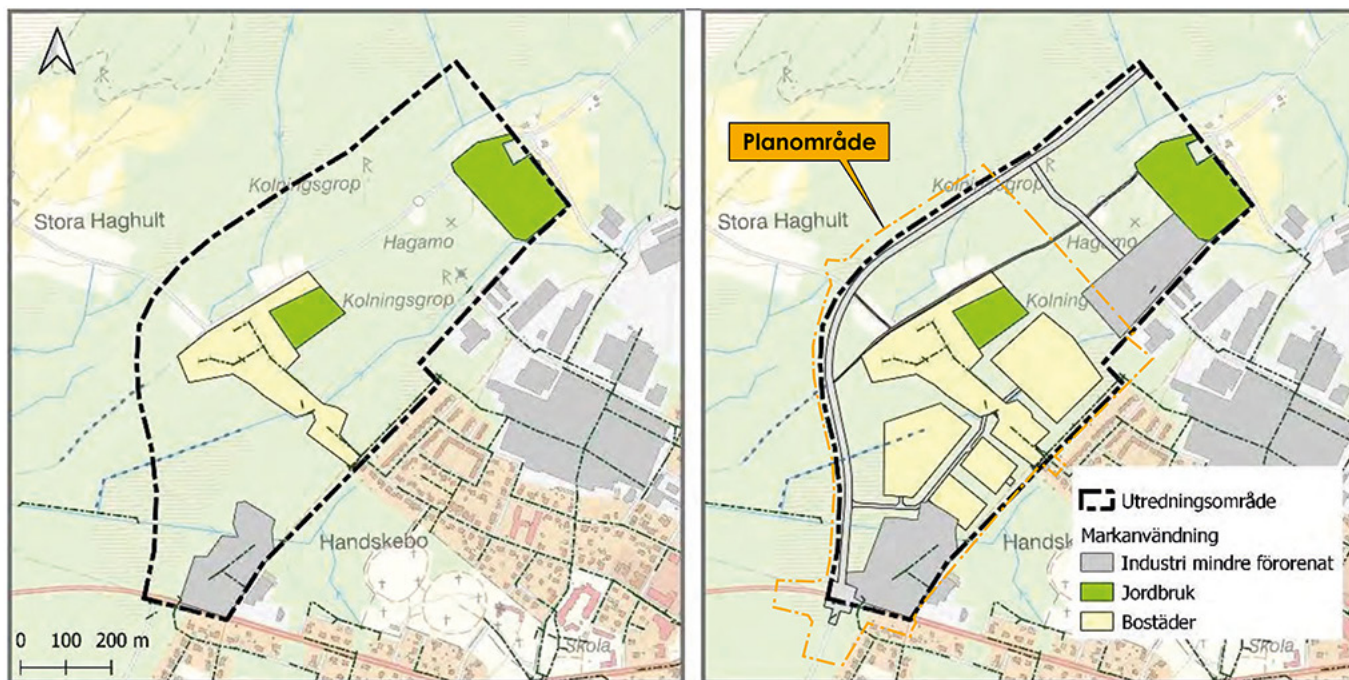 R
Kolningsgrop
R
Stora Haghult
Hagamo
R
Kolningsgrop
Handskebo
0 100 200 m
Skola
R
Planområde
R
Kolningsgrop
Stora Haghult
Hagamo
Kolning
Utredningsområde
Markanvändning
Handskeb
Industri mindre förorenat
Jordbruk
Bostäder
Skola